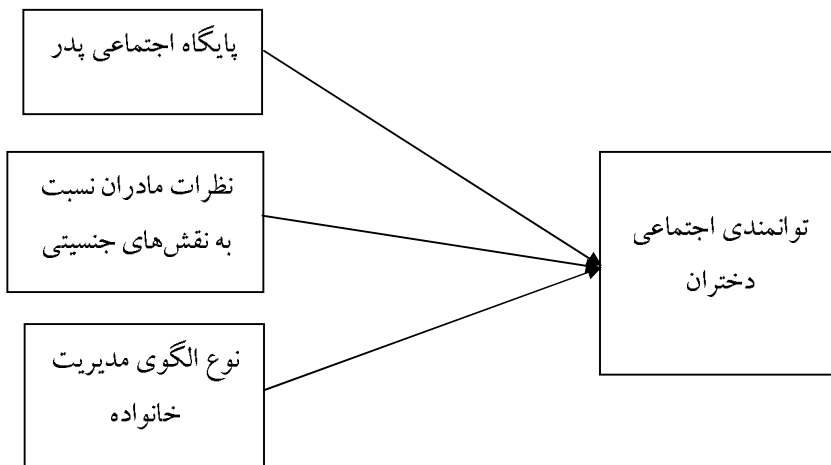 پایگاه اجتماعی پدر
نظرات مادران نسبت
به نقش‌های جنسیتی
نوع الگوی مدیریت
خانواده
توانمندی اجتماعی
دختران